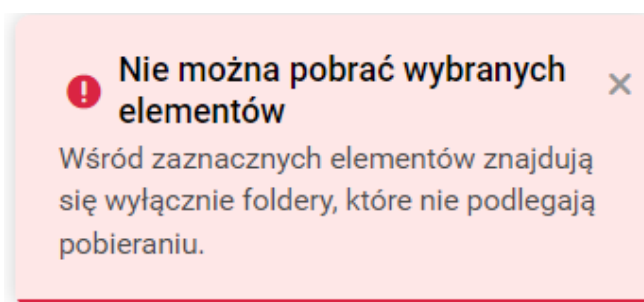 Nie można pobrać wybranych
elementów
Wśród zaznacznych elementów znajdują
się wyłącznie foldery, które nie podlegają
pobieraniu.